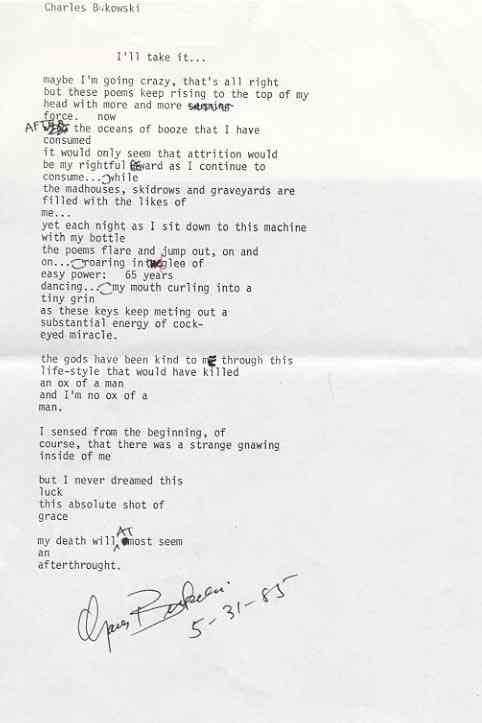 Charles Bukowski
I'll take it...
maybe I'm going crazy, that's all right
but these poems keep rising to the top of my
head with more and more
force. now
AFTER the oceans of booze that I have
consumed
it would only seem that attrition would
be my rightful reward as I continue to
consume... while
the madhouses, skidrows and graveyards are
filled with the likes of
me...
yet each night as I sit down to this machine
with my bottle
the poems flare and jump out, on and
on... roaring in glee of
easy power: 65 years
dancing... my mouth curling into a
tiny grin
as these keys keep meting out a
substantial energy of cock-
eyed miracle.
the gods have been kind to me through this
life-style that would have killed
an ox of a man
and I'm no ox of a
man.
I sensed from the beginning, of
course, that there was a strange gnawing
inside of me
but I never dreamed this
luck
this absolute shot of
grace
my death will AT most seem
an
afterthrought.
Charles Bukowski
5-31-85